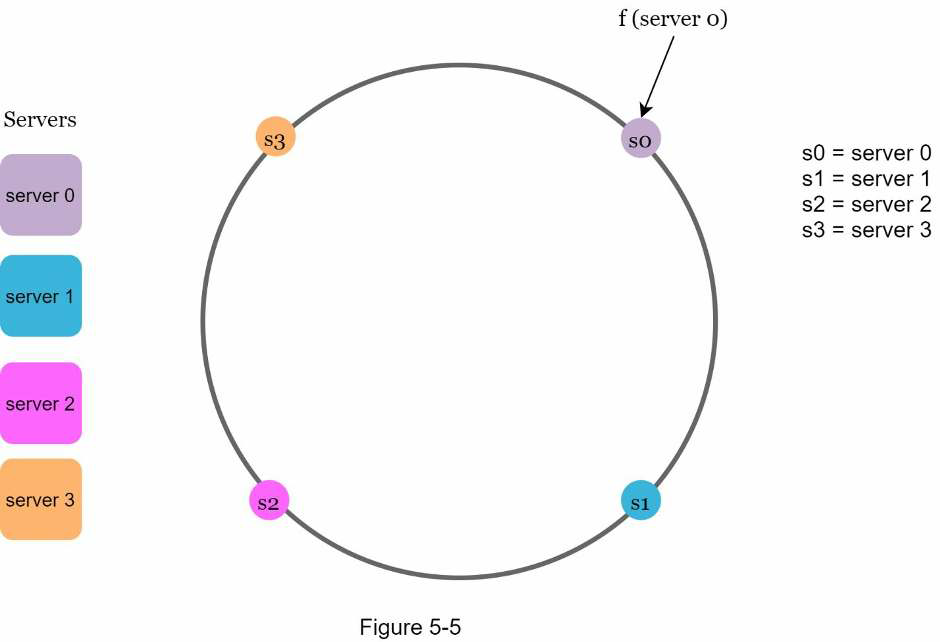 f (server 0)
Servers
server 0
server 1
server 2
server 3
s3
s0
s2
s1
s0 = server 0
s1 = server 1
s2 = server 2
s3 = server 3
Figure 5-5